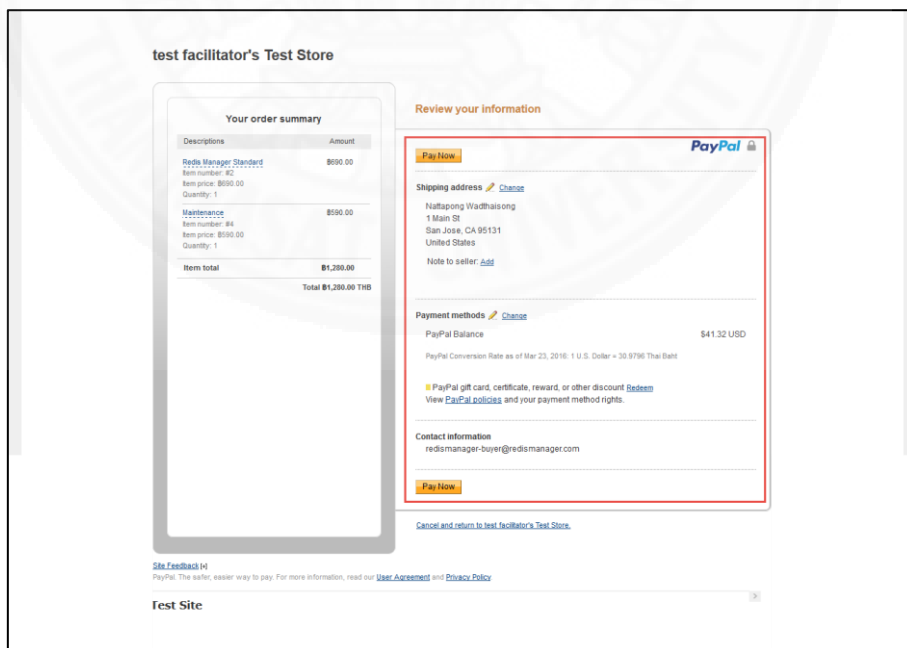 test facilitator's Test Store
Your order summary
Descriptions Amount
Redis Manager Standard ฿690.00
Item number: #2
Item price: ฿690.00
Quantity: 1
Maintenance ฿590.00
Item number: #4
Item price: ฿590.00
Quantity: 1
Item total ฿1,280.00
Total ฿1,280.00 THB
Review your information
PayPal
Pay Now
Shipping address Change
Nattapong Wadthaisong
1 Main St
San Jose, CA 95131
United States
Note to seller: Add
Payment methods Change
PayPal Balance $41.32 USD
PayPal Conversion Rate as of Mar 23, 2016: 1 U.S. Dollar = 30.9796 Thai Baht
PayPal gift card, certificate, reward, or other discount Redeem
View PayPal policies and your payment method rights.
Contact information
redismanager-buyer@redismanager.com
Pay Now
Cancel and return to test facilitator's Test Store.
Site Feedback [+]
PayPal. The safer, easier way to pay. For more information, read our User Agreement and Privacy Policy.
Test Site